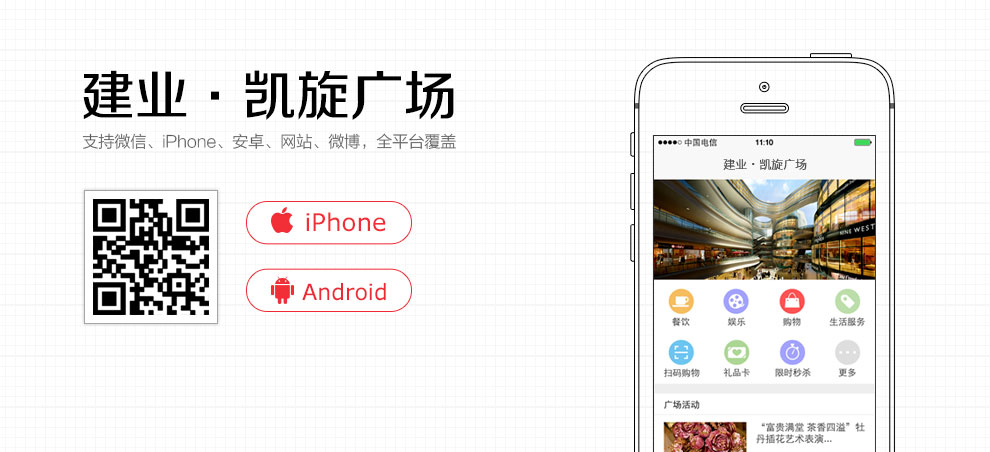 建业·凯旋广场
支持微信、iPhone、安卓、网站、微博，全平台覆盖
iPhone
Android
中国电信 11:10
建业·凯旋广场
NINE WEST
餐饮 娱乐 购物 生活服务
扫码购物 礼品卡 限时秒杀 更多
广场活动
“富贵满堂 茶香四溢”牡
丹插花艺术表演...